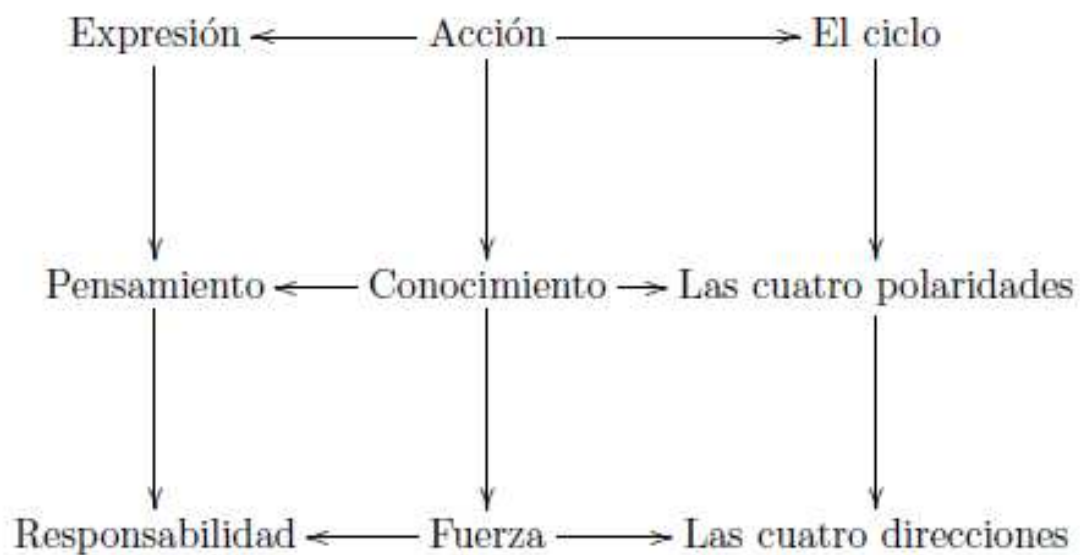 Expresión Acción El ciclo
Pensamiento Conocimiento Las cuatro polaridades
Responsabilidad Fuerza Las cuatro direcciones